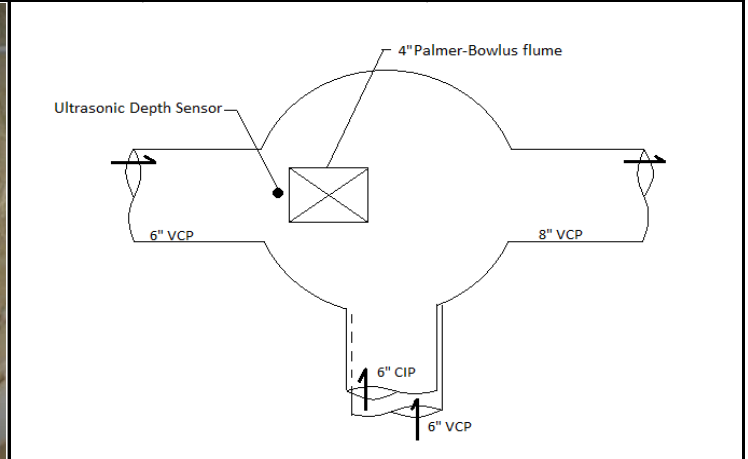 4"Palmer-Bowlus flume
Ultrasonic Depth Sensor
6" VCP
8" VCP
6" CIP
6" VCP